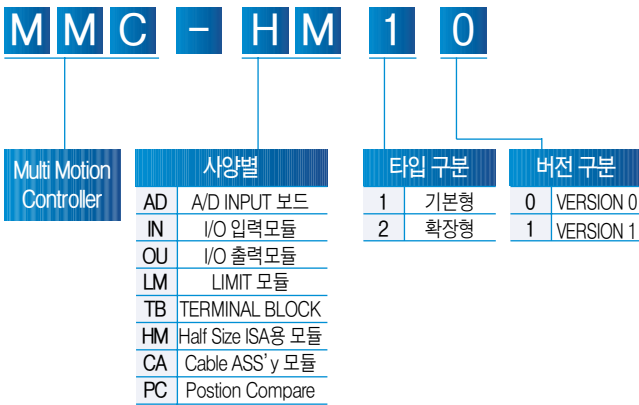 MMC - HM 1 0
Multi Motion
Controller
사양별
AD A/D INPUT 보드
IN I/O 입력모듈
OU I/O 출력모듈
LM LIMIT 모듈
TB TERMINAL BLOCK
HM Half Size ISA용 모듈
CA Cable ASS'y 모듈
PC Postion Compare
타입 구분
1 기본형
2 확장형
버전 구분
0 VERSION 0
1 VERSION 1